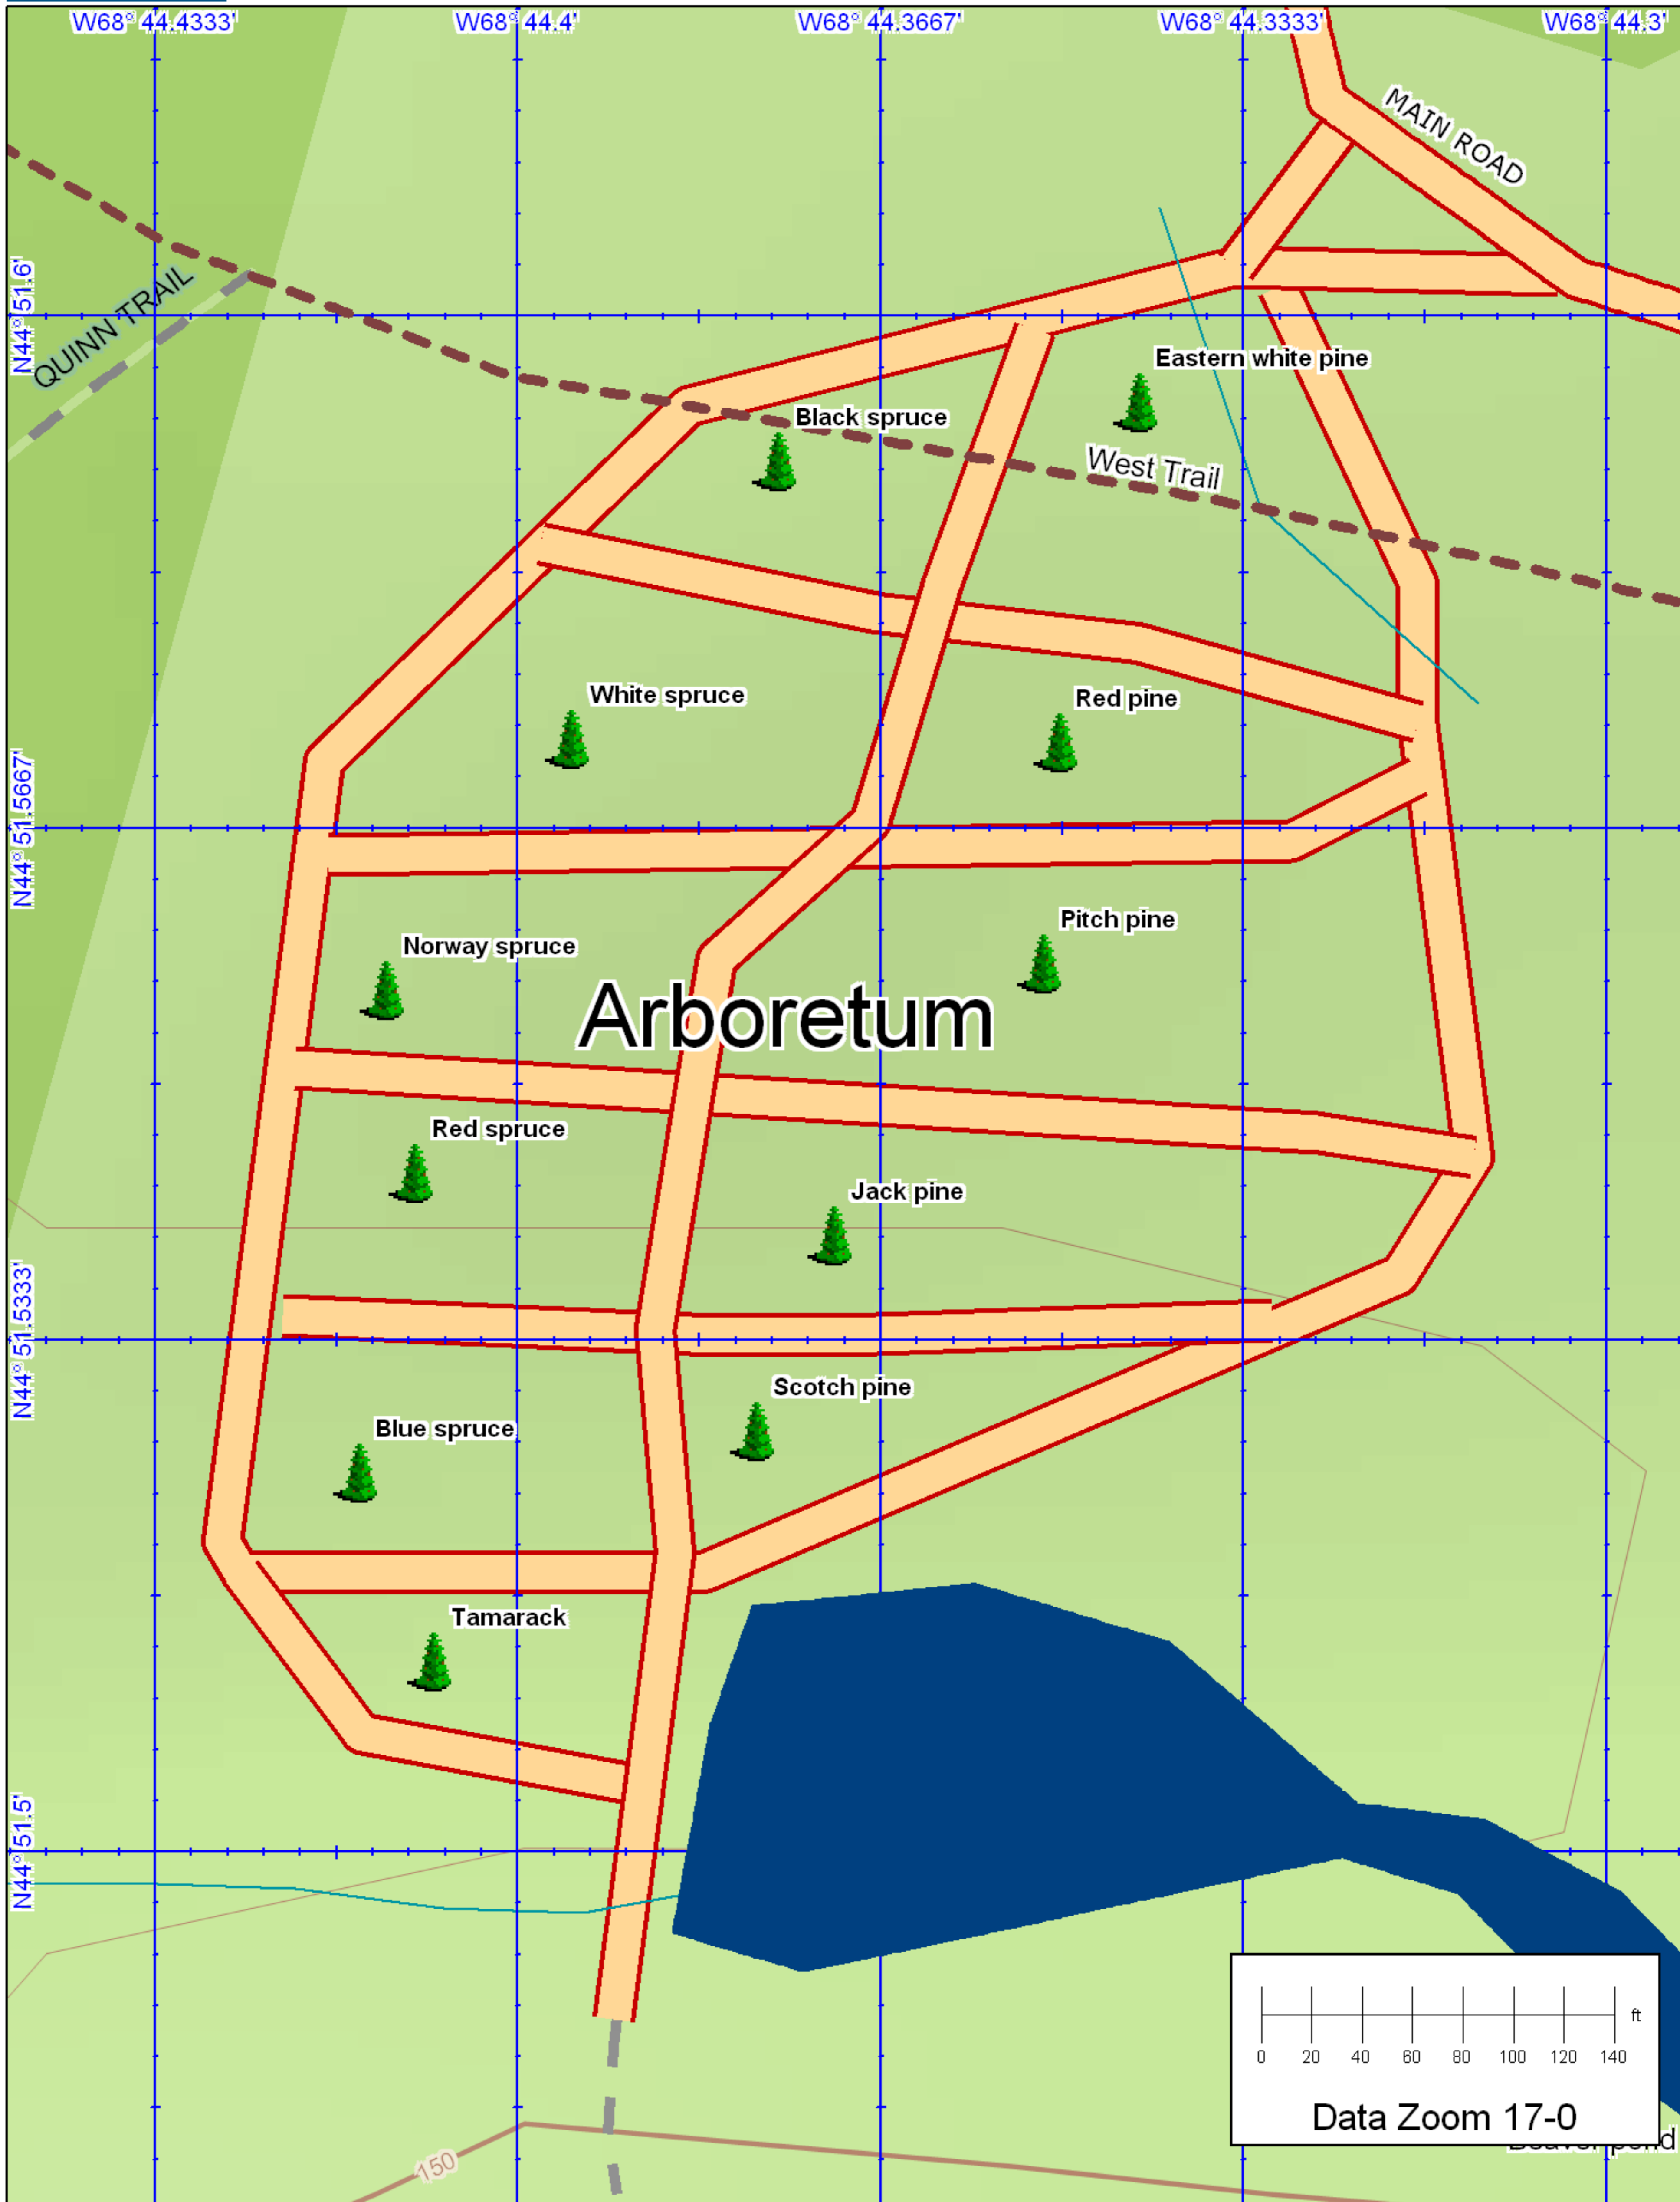 W68° 44.4333'
W68° 44.4'
W68° 44.3667'
W68° 44.3333'
W68° 44.3'
MAIN ROAD
N44° 51.6'
QUINN TRAIL
Eastern white pine
Black spruce
West Trail
White spruce
Red pine
N44° 51.5667'
Pitch pine
Norway spruce
Arboretum
Red spruce
Jack pine
N44° 51.5333'
Scotch pine
Blue spruce
Tamarack
N44° 51.5'
ft
0 20 40 60 80 100 120 140
Data Zoom 17-0
150